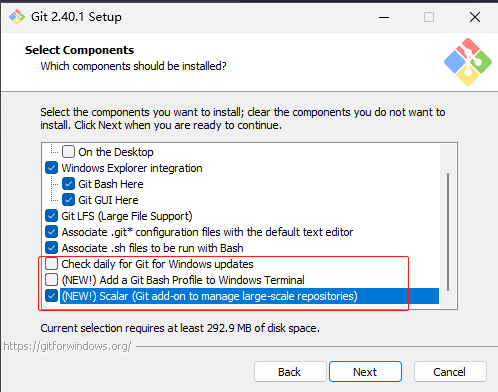 Git 2.40.1 Setup
Select Components
Which components should be installed?
Select the components you want to install; clear the components you do not want to
install. Click Next when you are ready to continue.
On the Desktop
Windows Explorer integration
Git Bash Here
Git GUI Here
Git LFS (Large File Support)
Associate .git* configuration files with the default text editor
Associate .sh files to be run with Bash
Check daily for Git for Windows updates
(NEW!) Add a Git Bash Profile to Windows Terminal
(NEW!) Scalar (Git add-on to manage large-scale repositories)
Current selection requires at least 292.9 MB of disk space.
https://gitforwindows.org/
Back Next Cancel